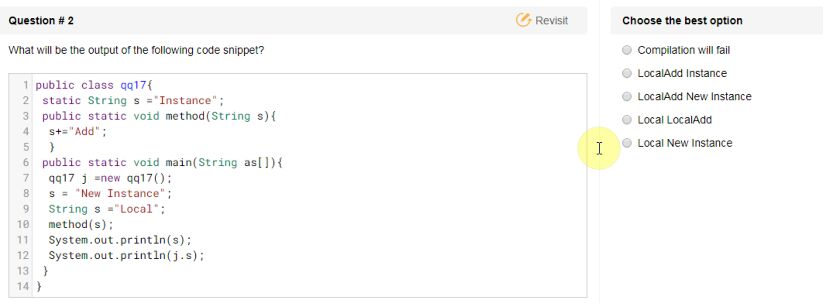 Question # 2
Revisit
What will be the output of the following code snippet?
1 public class qq17{
2 static String s ="Instance";
3 public static void method(String s){
4 s+="Add";
5 }
6 public static void main(String as[]){
7 qq17 j =new qq17();
8 s = "New Instance";
9 String s ="Local";
10 method(s);
11 System.out.println(s);
12 System.out.println(j.s);
13 }
14 }
Choose the best option
Compilation will fail
LocalAdd Instance
LocalAdd New Instance
Local LocalAdd
Local New Instance